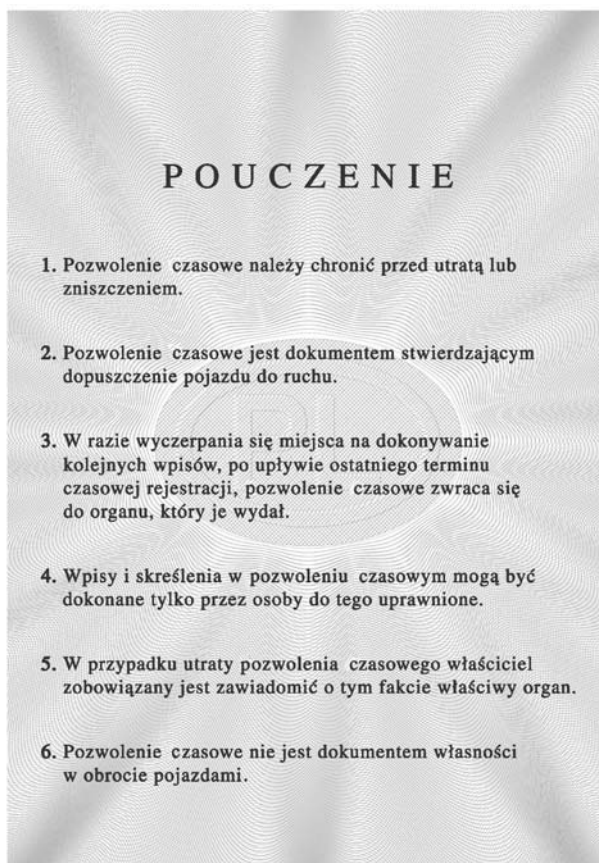 POUCZENIE
1. Pozwolenie czasowe należy chronić przed utratą lub
zniszczeniem.
2. Pozwolenie czasowe jest dokumentem stwierdzającym
dopuszczenie pojazdu do ruchu.
3. W razie wyczerpania się miejsca na dokonywanie
kolejnych wpisów, po upływie ostatniego terminu
czasowej rejestracji, pozwolenie czasowe zwraca się
do organu, który je wydał.
4. Wpisy i skreślenia w pozwoleniu czasowym mogą być
dokonane tylko przez osoby do tego uprawnione.
5. W przypadku utraty pozwolenia czasowego właściciel
zobowiązany jest zawiadomić o tym fakcie właściwy organ.
6. Pozwolenie czasowe nie jest dokumentem własności
w obrocie pojazdami.
PL